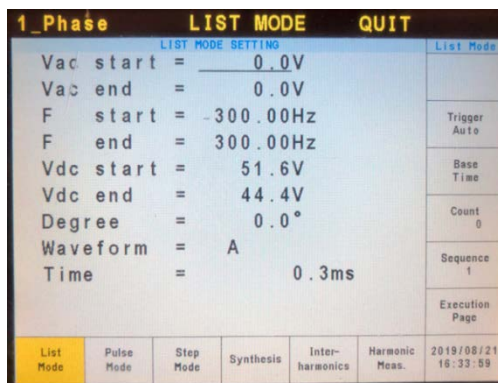 1_Phase LIST MODE QUIT
LIST MODE SETTING
List Mode
Vac start = 0.0V
Vac end = 0.0V
F start = 300.00Hz
F end = 300.00Hz
Vdc start = 51.6V
Vdc end = 44.4V
Degree = 0.0°
Waveform = A
Time = 0.3ms
Trigger
Auto
Base
Time
Count
0
Sequence
1
Execution
Page
List
Mode
Pulse
Mode
Step
Mode
Synthesis
Inter-
harmonics
Harmonic
Meas.
2019/08/21
16:33:59